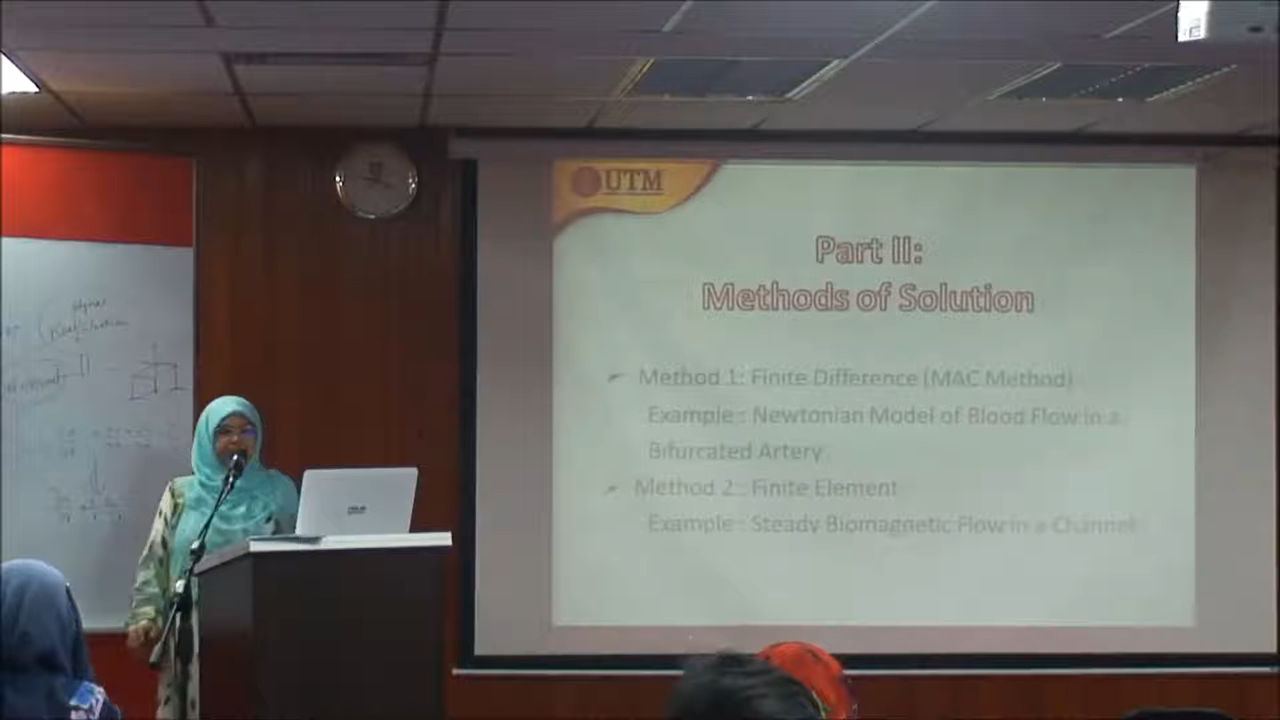 UTM
Part II:
Methods of Solution
Method 1: Finite Difference (MAC Method)
Example : Newtonian Model of Blood Flow in a
Bifurcated Artery
Method 2 : Finite Element
Example : Steady Biomagnetic Flow in a Channel